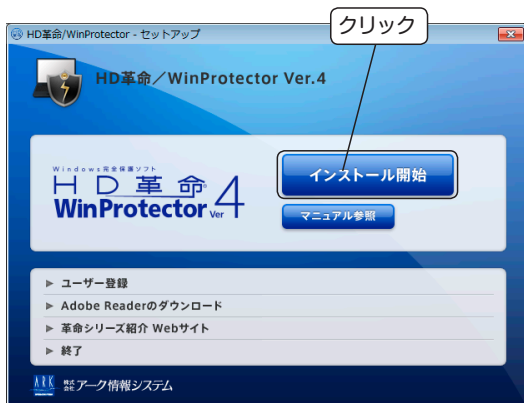 クリック
HD革命/WinProtector - セットアップ
HD革命／WinProtector Ver.4
Windows完全保護ソフト
HD革命
WinProtector Ver 4
インストール開始
マニュアル参照
ユーザー登録
Adobe Readerのダウンロード
革命シリーズ紹介 Webサイト
終了
ARK 株式会社 アーク情報システム